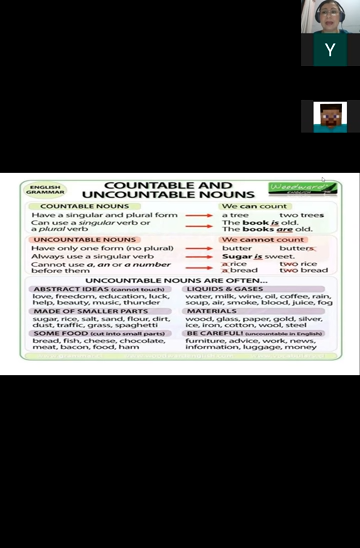 Y
ENGLISH
GRAMMAR
COUNTABLE AND
UNCOUNTABLE NOUNS
Woodward
COUNTABLE NOUNS
We can count
Have a singular and plural form
a tree two trees
Can use a singular verb or
a plural verb
The book is old.
The books are old.
UNCOUNTABLE NOUNS
We cannot count
Have only one form (no plural)
butter butters
Always use a singular verb
Sugar is sweet.
Cannot use a, an or a number
before them
a rice two rice
a bread two bread
UNCOUNTABLE NOUNS ARE OFTEN...
ABSTRACT IDEAS (cannot touch)
love, freedom, education, luck,
help, beauty, music, thunder
LIQUIDS & GASES
water, milk, wine, oil, coffee, rain,
soup, air, smoke, blood, juice, fog
MADE OF SMALLER PARTS
sugar, rice, salt, sand, flour, dirt,
dust, traffic, grass, spaghetti
MATERIALS
wood, glass, paper, gold, silver,
ice, iron, cotton, wool, steel
SOME FOOD (cut into small parts)
bread, fish, cheese, chocolate,
meat, bacon, food, ham
BE CAREFUL! (uncountable in English)
furniture, advice, work, news,
information, luggage, money